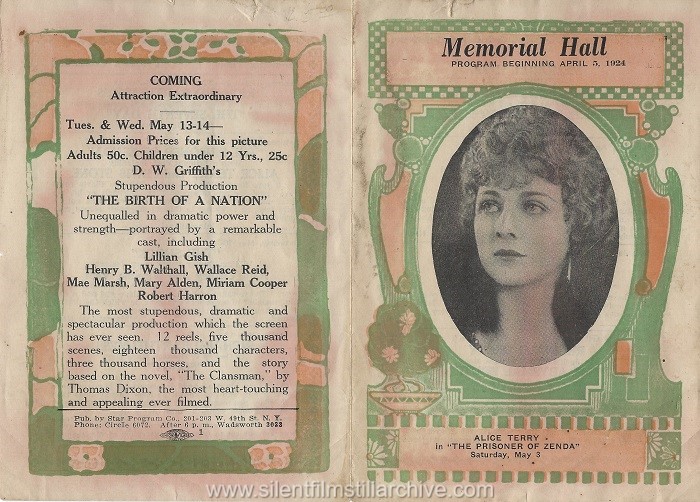 COMING
Attraction Extraordinary
Tues. & Wed. May 13-14—
Admission Prices for this picture
Adults 50c. Children under 12 Yrs., 25c
D. W. Griffith's
Stupendous Production
"THE BIRTH OF A NATION"
Unequalled in dramatic power and
strength—portrayed by a remarkable
cast, including
Lillian Gish
Henry B. Walthall, Wallace Reid,
Mae Marsh, Mary Alden, Miriam Cooper
Robert Harron
The most stupendous, dramatic and
spectacular production which the screen
has ever seen. 12 reels, five thousand
scenes, eighteen thousand characters,
three thousand horses, and the story
based on the novel, "The Clansman," by
Thomas Dixon, the most heart-touching
and appealing ever filmed.
Pub. by Star Program Co., 201-203 W. 49th St. N. Y.
Phone: Circle 6072. After 6 p. m., Wadsworth 3023
1
Memorial Hall
PROGRAM BEGINNING APRIL 5, 1924
ALICE TERRY
in "THE PRISONER OF ZENDA"
Saturday, May 3
www.silentfilmstillarchive.com